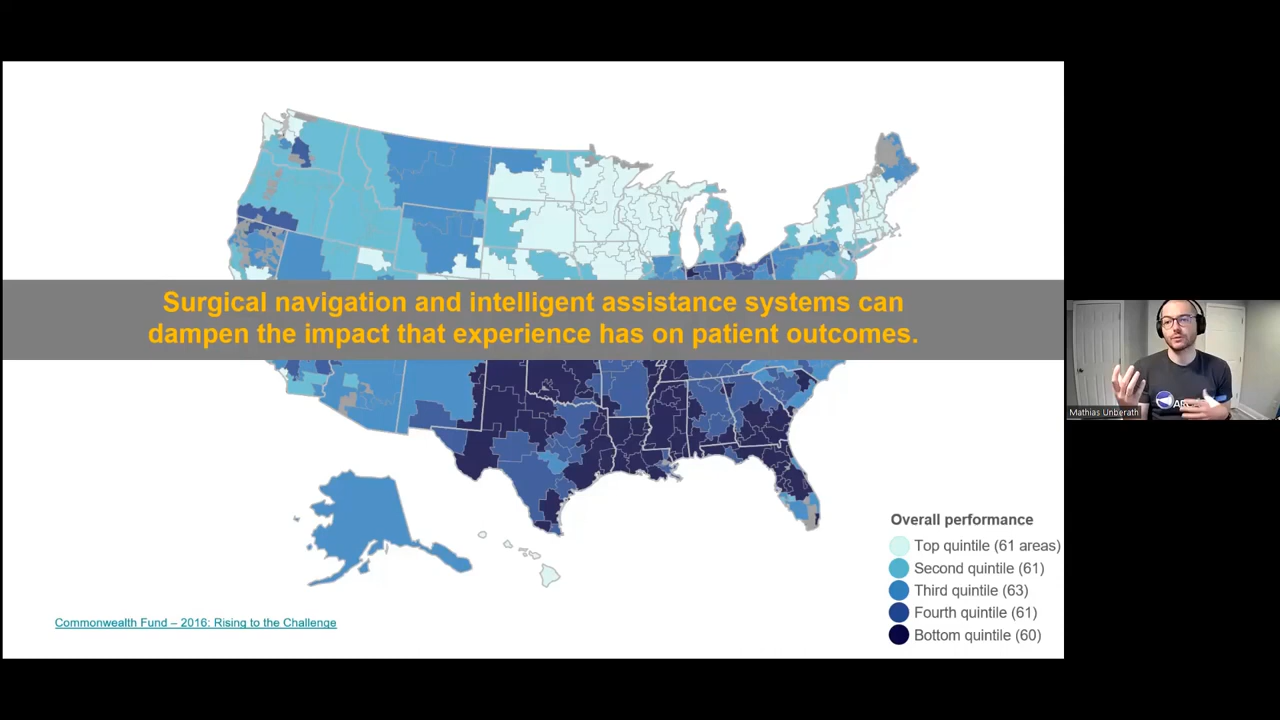 Surgical navigation and intelligent assistance systems can
dampen the impact that experience has on patient outcomes.
Mathias Unberath
Overall performance
Top quintile (61 areas)
Second quintile (61)
Third quintile (63)
Fourth quintile (61)
Bottom quintile (60)
Commonwealth Fund – 2016: Rising to the Challenge